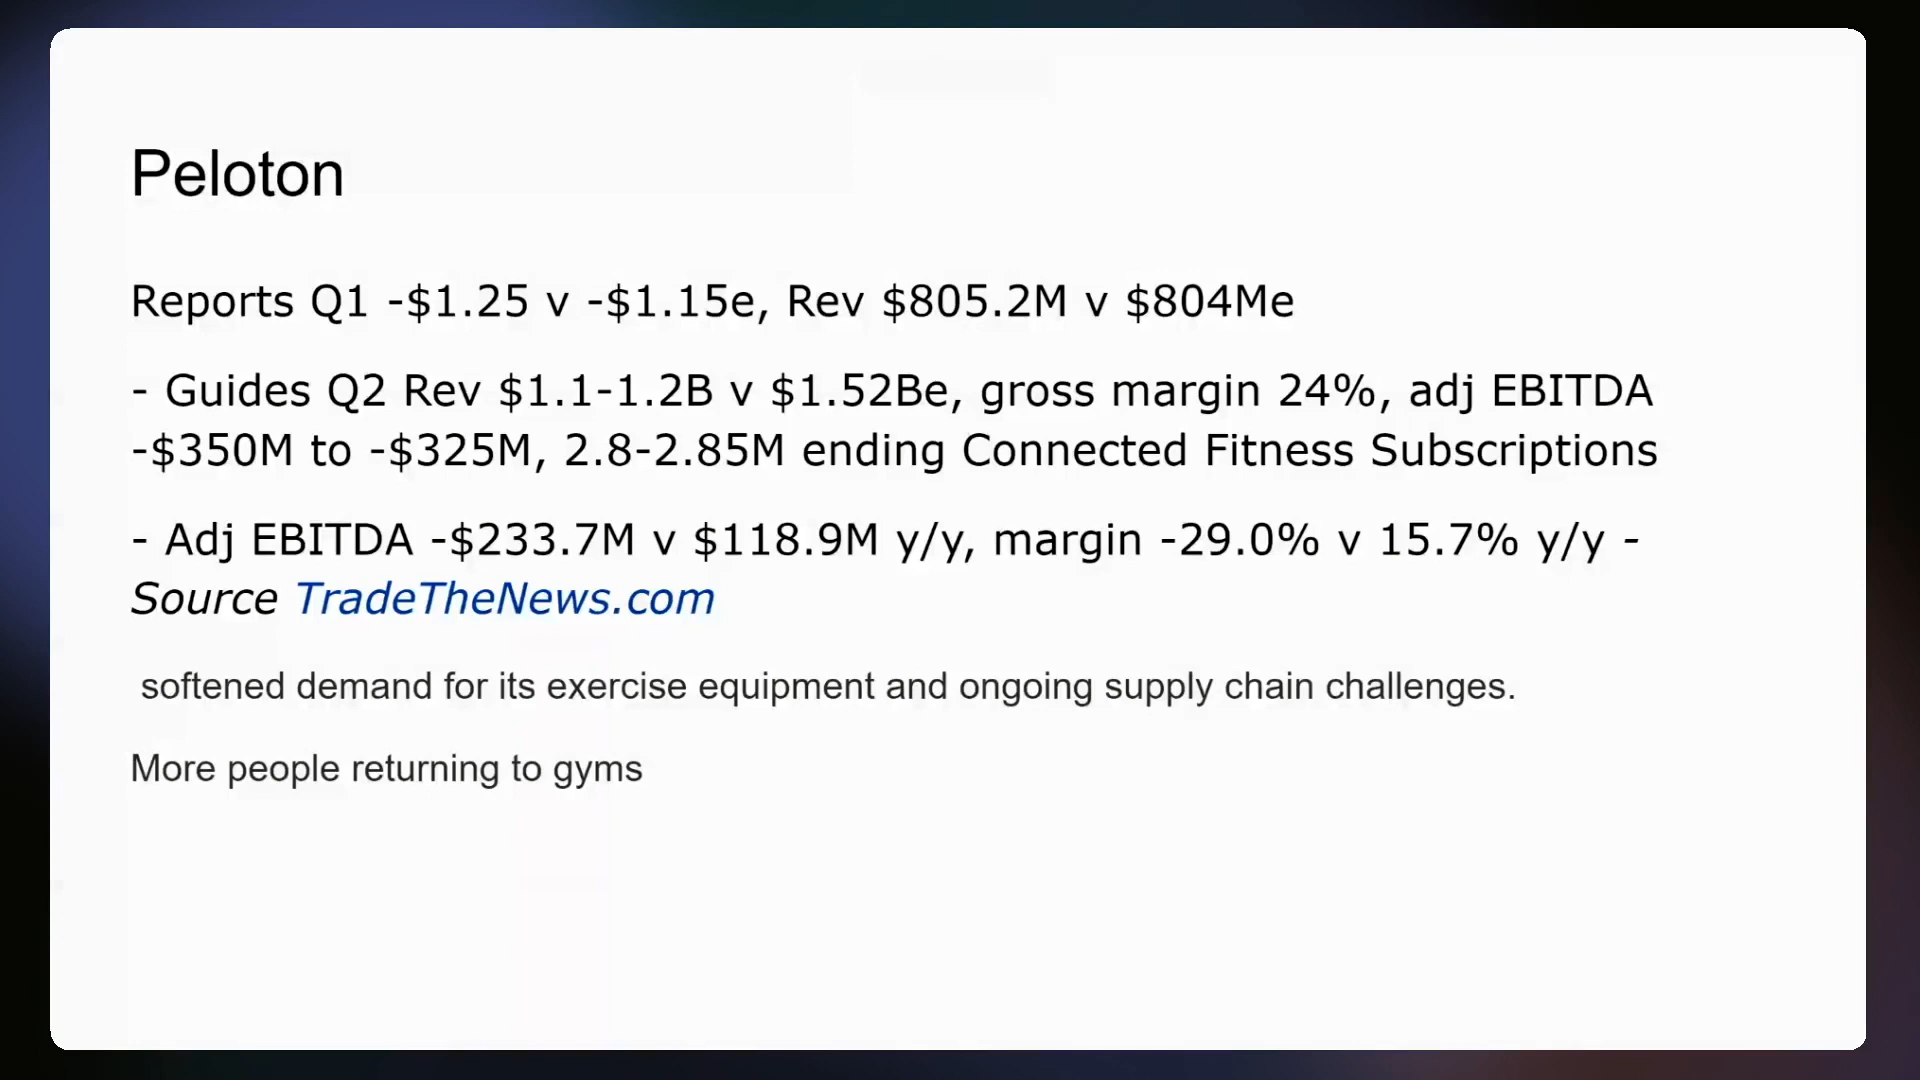 Peloton
Reports Q1 -$1.25 v -$1.15e, Rev $805.2M v $804Me
- Guides Q2 Rev $1.1-1.2B v $1.52Be, gross margin 24%, adj EBITDA
-$350M to -$325M, 2.8-2.85M ending Connected Fitness Subscriptions
- Adj EBITDA -$233.7M v $118.9M y/y, margin -29.0% v 15.7% y/y -
Source TradeTheNews.com
softened demand for its exercise equipment and ongoing supply chain challenges.
More people returning to gyms